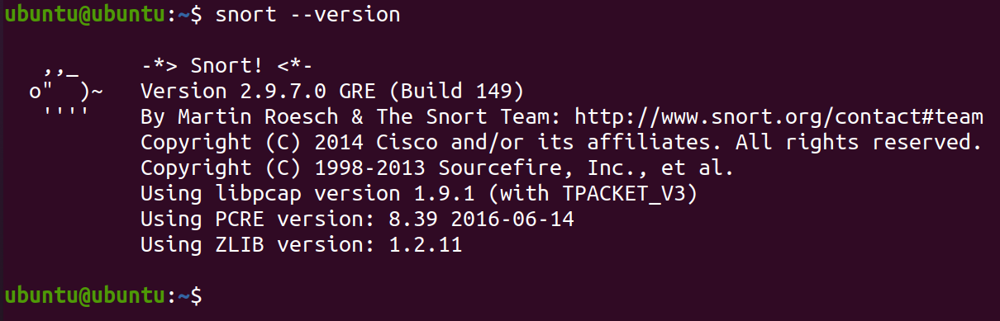 ubuntu@ubuntu:~$ snort --version
,,_ -*> Snort! <*-
o" )~ Version 2.9.7.0 GRE (Build 149)
'''' By Martin Roesch & The Snort Team: http://www.snort.org/contact#team
Copyright (C) 2014 Cisco and/or its affiliates. All rights reserved.
Copyright (C) 1998-2013 Sourcefire, Inc., et al.
Using libpcap version 1.9.1 (with TPACKET_V3)
Using PCRE version: 8.39 2016-06-14
Using ZLIB version: 1.2.11
ubuntu@ubuntu:~$